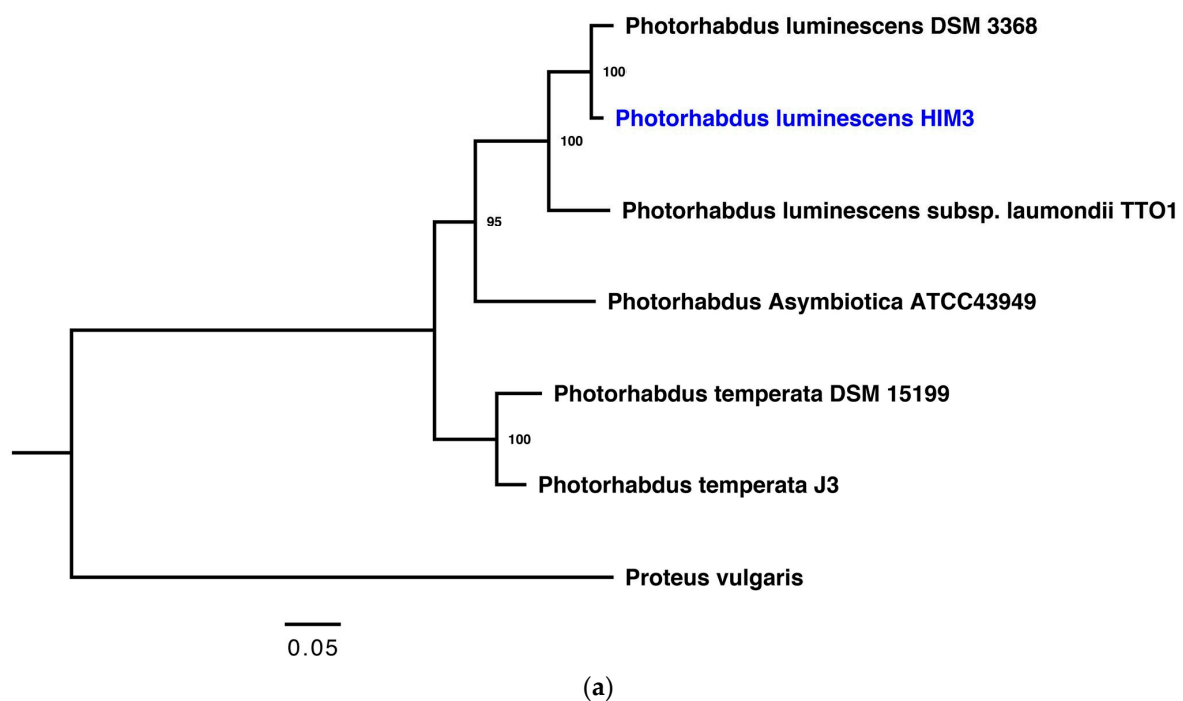 Photorhabdus luminescens DSM 3368
100
Photorhabdus luminescens HIM3
100
Photorhabdus luminescens subsp. laumondii TTO1
95
Photorhabdus Asymbiotica ATCC43949
Photorhabdus temperata DSM 15199
100
Photorhabdus temperata J3
Proteus vulgaris
0.05
(a)